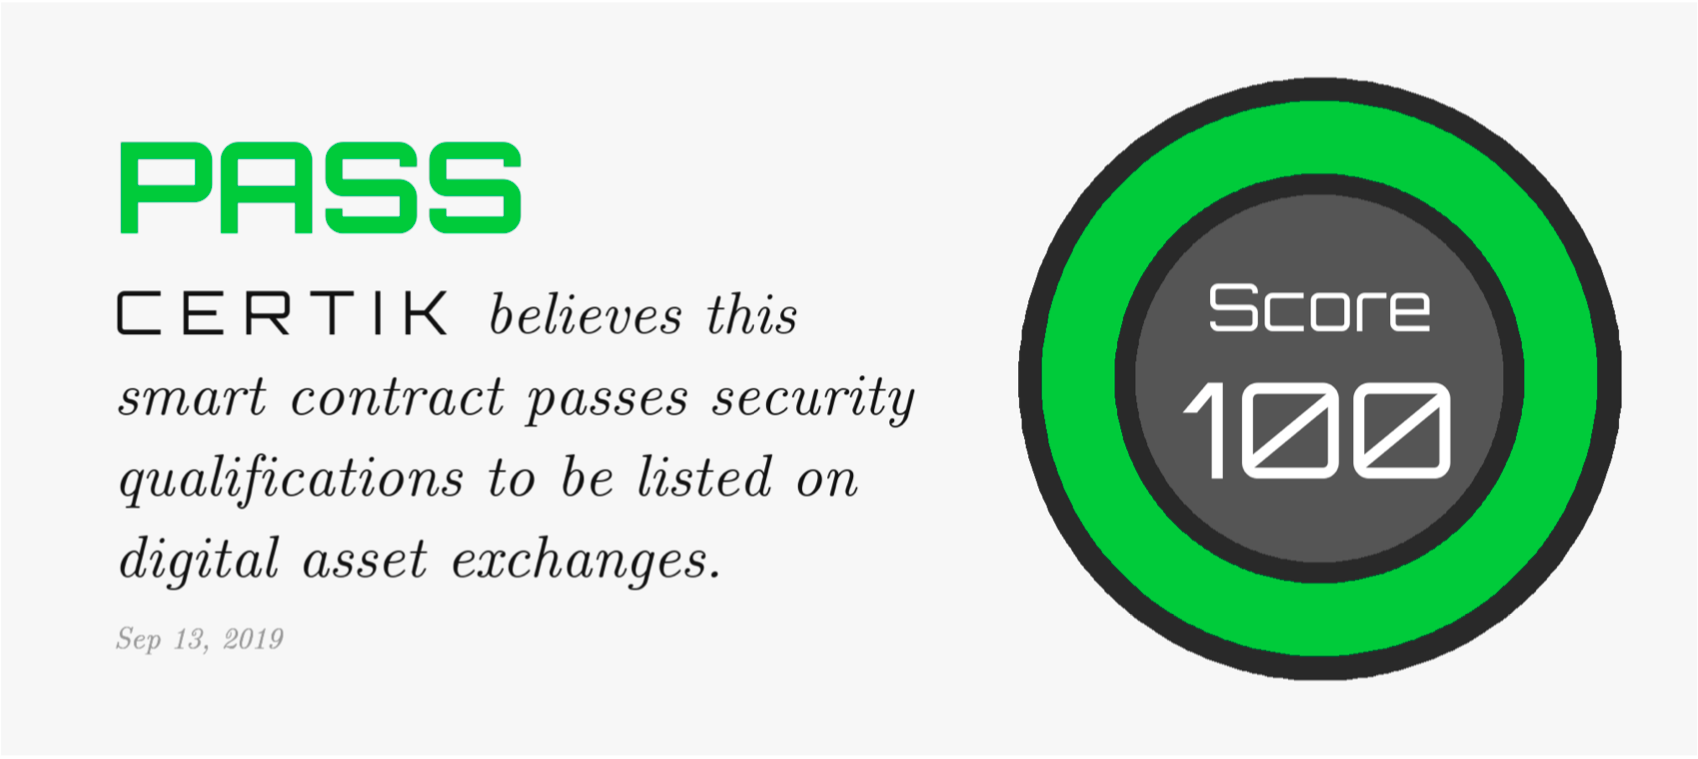 PASS
CERTIK believes this
smart contract passes security
qualifications to be listed on
digital asset exchanges.
Sep 13, 2019
Score
100